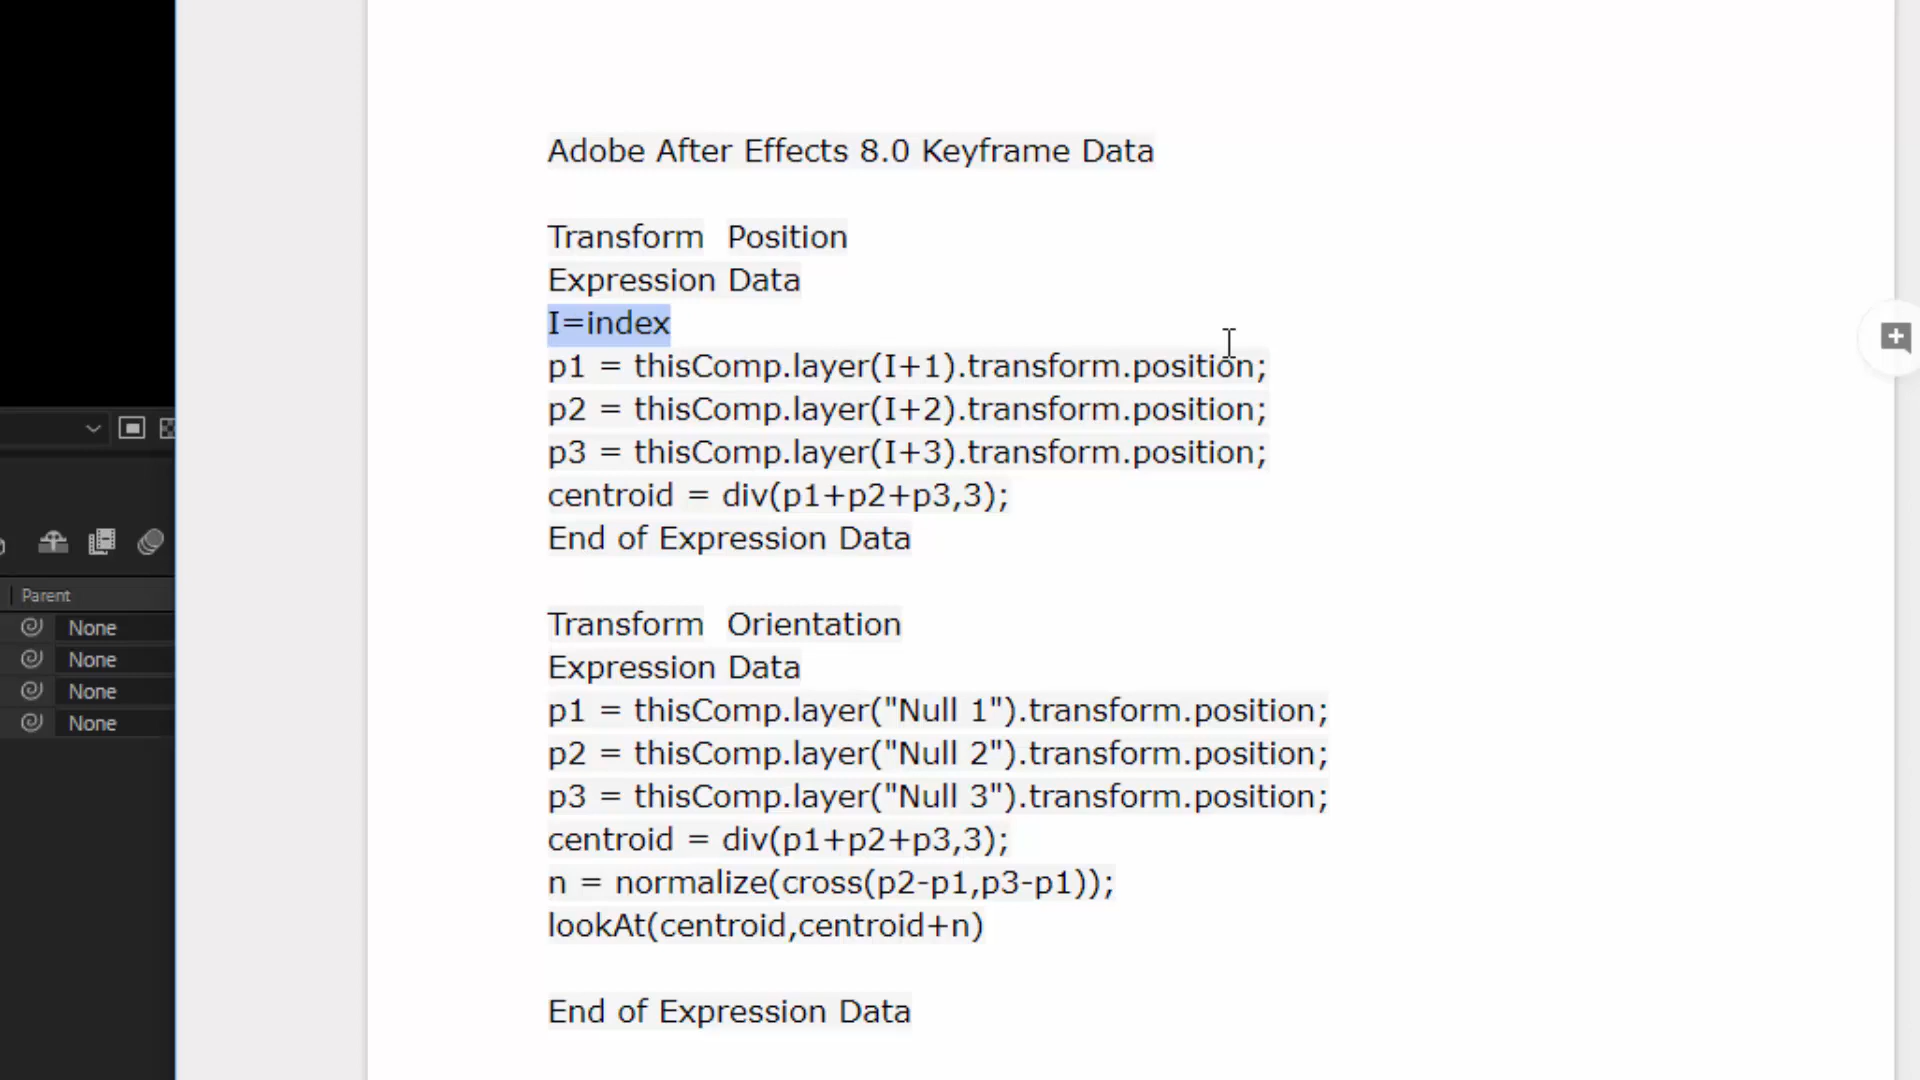 Adobe After Effects 8.0 Keyframe Data
Transform Position
Expression Data
I=index
p1 = thisComp.layer(I+1).transform.position;
p2 = thisComp.layer(I+2).transform.position;
p3 = thisComp.layer(I+3).transform.position;
centroid = div(p1+p2+p3,3);
End of Expression Data
Transform Orientation
Expression Data
p1 = thisComp.layer("Null 1").transform.position;
p2 = thisComp.layer("Null 2").transform.position;
p3 = thisComp.layer("Null 3").transform.position;
centroid = div(p1+p2+p3,3);
n = normalize(cross(p2-p1,p3-p1));
lookAt(centroid,centroid+n)
End of Expression Data
Parent
None
None
None
None